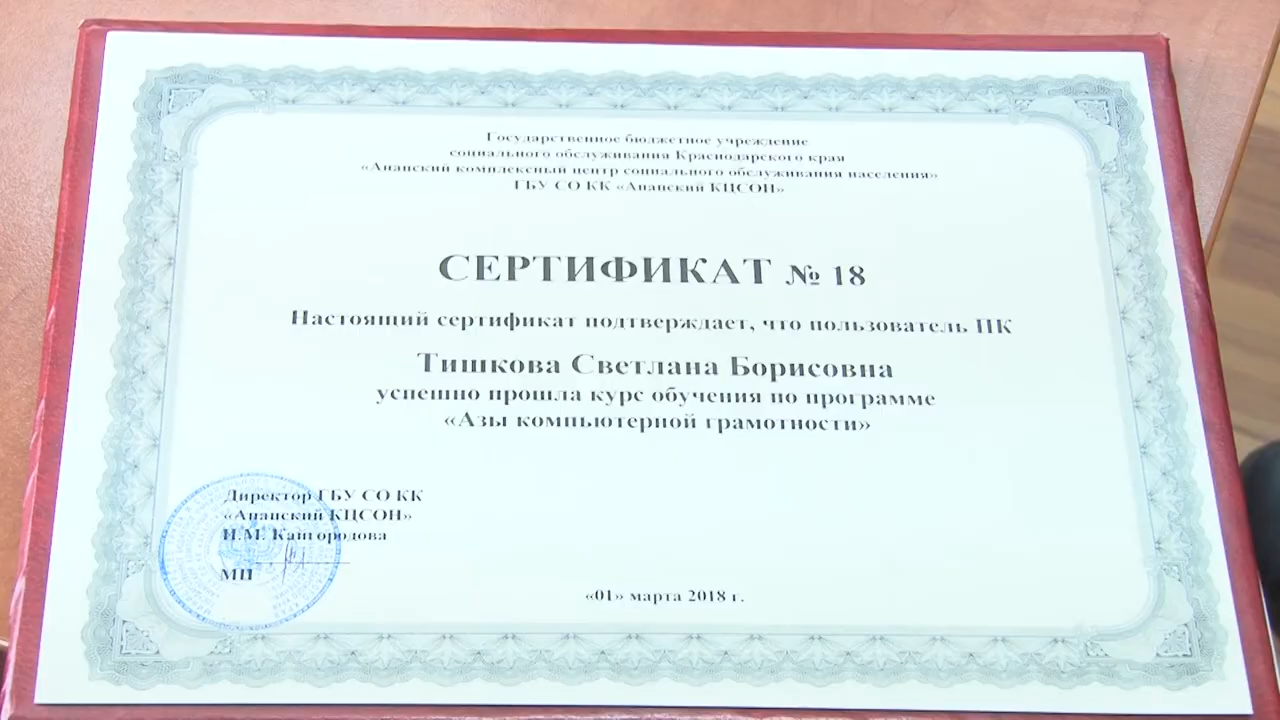 Государственное бюджетное учреждение
социального обслуживания Краснодарского края
«Анапский комплексный центр социального обслуживания населения»
ГБУ СО КК «Анапский КЦСОН»
СЕРТИФИКАТ № 18
Настоящий сертификат подтверждает, что пользователь ПК
Тишкова Светлана Борисовна
успешно прошла курс обучения по программе
«Азы компьютерной грамотности»
Директор ГБУ СО КК
«Анапский КЦСОН»
И.М. Кайгородова
МП
«01» марта 2018 г.